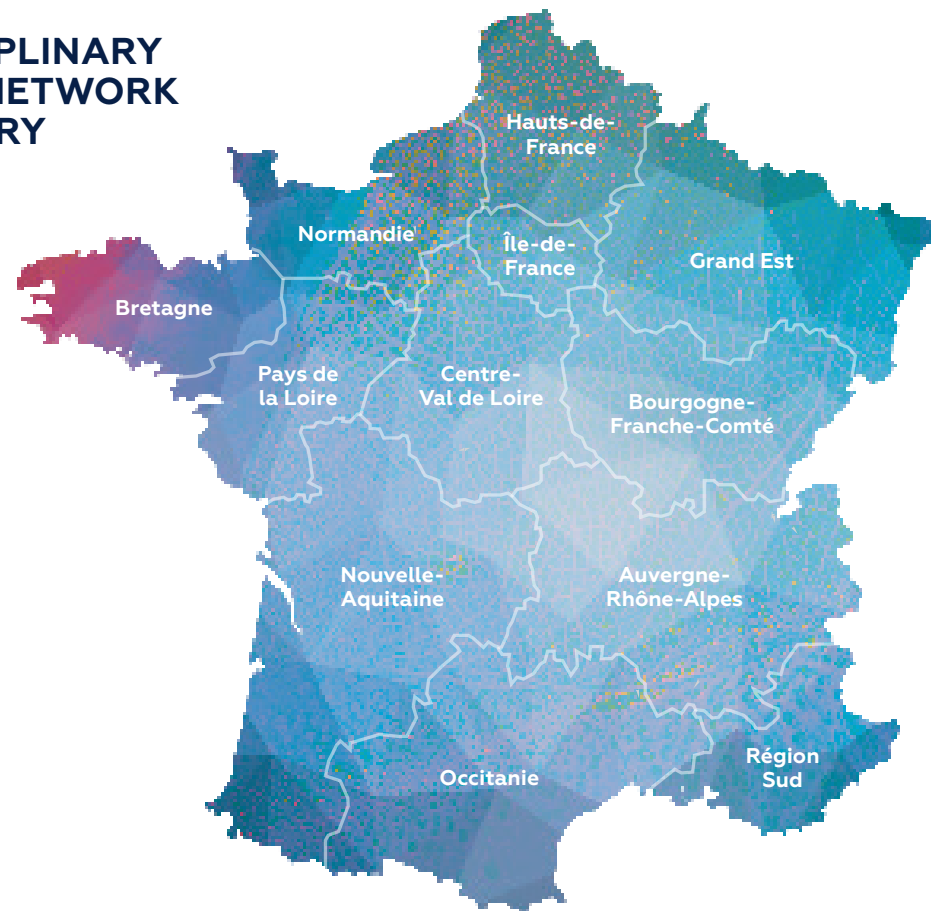 PLINARY
NETWORK
RY
Hauts-de-
France
Normandie
Île-de-
France
Grand Est
Bretagne
Pays de
la Loire
Centre-
Val de Loire
Bourgogne-
Franche-Comté
Nouvelle-
Aquitaine
Auvergne-
Rhône-Alpes
Occitanie
Région
Sud